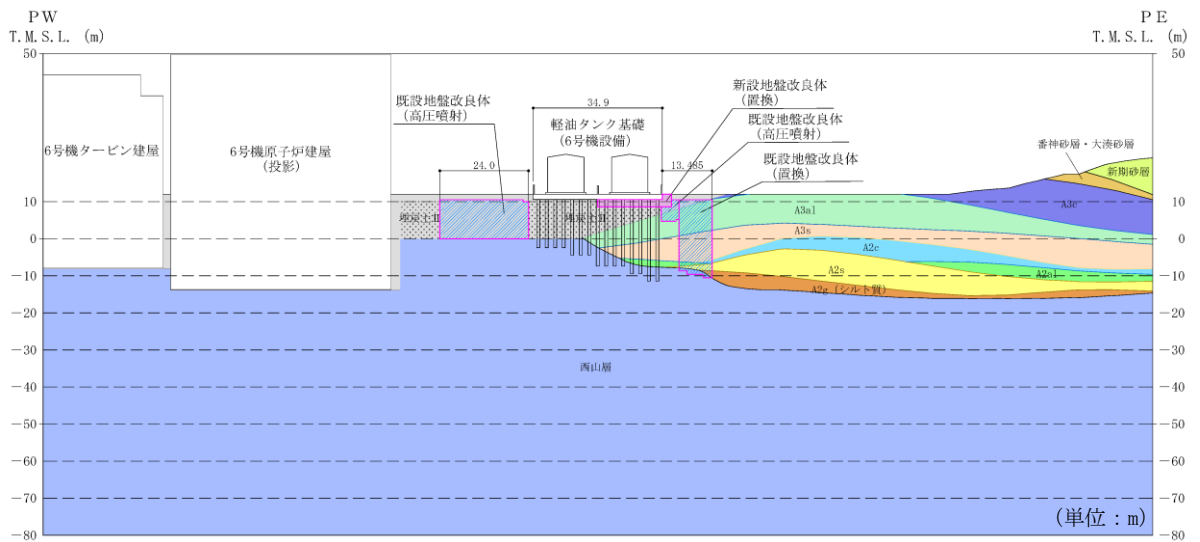 PW
T.M.S.L. (m)
PE
T.M.S.L. (m)
50
10
0
-10
-20
-30
-40
-50
-60
-70
-80
50
10
0
-10
-20
-30
-40
-50
-60
-70
-80
6号機タービン建屋
6号機原子炉建屋
(投影)
既設地盤改良体
(高圧噴射)
24.0
34.9
軽油タンク基礎
(6号機設備)
新設地盤改良体
(置換)
既設地盤改良体
(高圧噴射)
13.485
既設地盤改良体
(置換)
番神砂層・大湊砂層
新期砂層
埋戻土II
埋戻土II
A3c
A3al
A3s
A2c
A2s
A2al
A2g(シルト質)
西山層
(単位:m)